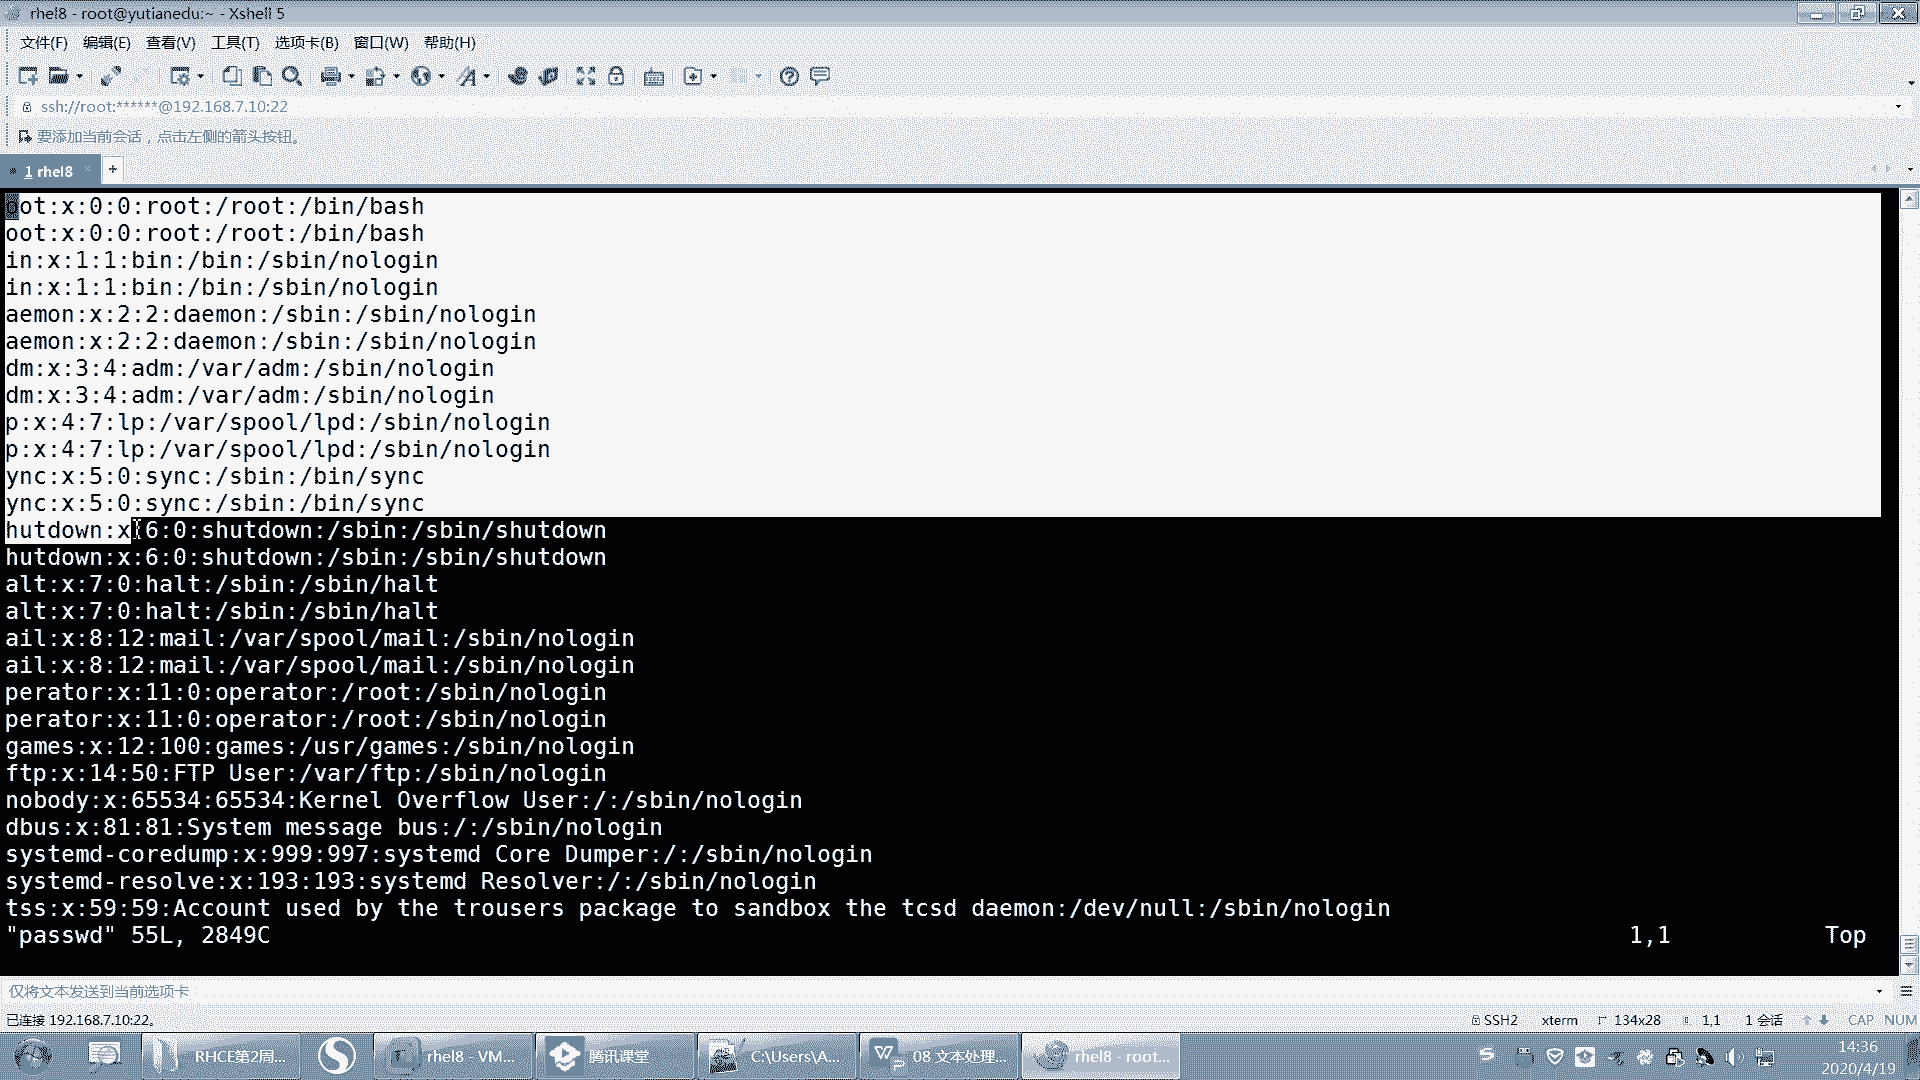 rhel8 - root@yutianedu:~ - Xshell 5
文件(F) 编辑(E) 查看(V) 工具(T) 选项卡(B) 窗口(W) 帮助(H)
ssh://root:******@192.168.7.10:22
要添加当前会话，点击左侧的箭头按钮。
1 rhel8
oot:x:0:0:root:/root:/bin/bash
oot:x:0:0:root:/root:/bin/bash
in:x:1:1:bin:/bin:/sbin/nologin
in:x:1:1:bin:/bin:/sbin/nologin
aemon:x:2:2:daemon:/sbin:/sbin/nologin
aemon:x:2:2:daemon:/sbin:/sbin/nologin
dm:x:3:4:adm:/var/adm:/sbin/nologin
dm:x:3:4:adm:/var/adm:/sbin/nologin
p:x:4:7:lp:/var/spool/lpd:/sbin/nologin
p:x:4:7:lp:/var/spool/lpd:/sbin/nologin
ync:x:5:0:sync:/sbin:/bin/sync
ync:x:5:0:sync:/sbin:/bin/sync
hutdown:x:6:0:shutdown:/sbin:/sbin/shutdown
hutdown:x:6:0:shutdown:/sbin:/sbin/shutdown
alt:x:7:0:halt:/sbin:/sbin/halt
alt:x:7:0:halt:/sbin:/sbin/halt
ail:x:8:12:mail:/var/spool/mail:/sbin/nologin
ail:x:8:12:mail:/var/spool/mail:/sbin/nologin
perator:x:11:0:operator:/root:/sbin/nologin
perator:x:11:0:operator:/root:/sbin/nologin
games:x:12:100:games:/usr/games:/sbin/nologin
ftp:x:14:50:FTP User:/var/ftp:/sbin/nologin
nobody:x:65534:65534:Kernel Overflow User:/:/sbin/nologin
dbus:x:81:81:System message bus:/:/sbin/nologin
systemd-coredump:x:999:997:systemd Core Dumper:/:/sbin/nologin
systemd-resolve:x:193:193:systemd Resolver:/:/sbin/nologin
tss:x:59:59:Account used by the trousers package to sandbox the tcsd daemon:/dev/null:/sbin/nologin
"passwd" 55L, 2849C 1,1 Top
仅将文本发送到当前选项卡
已连接 192.168.7.10:22。 SSH2 xterm 134x28 1,1 1 会话 CAP NUM
RHCE第2周... rhel8 - VM... 腾讯课堂 C:\Users\A... 08 文本处理... rhel8 - root... 14:36
2020/4/19